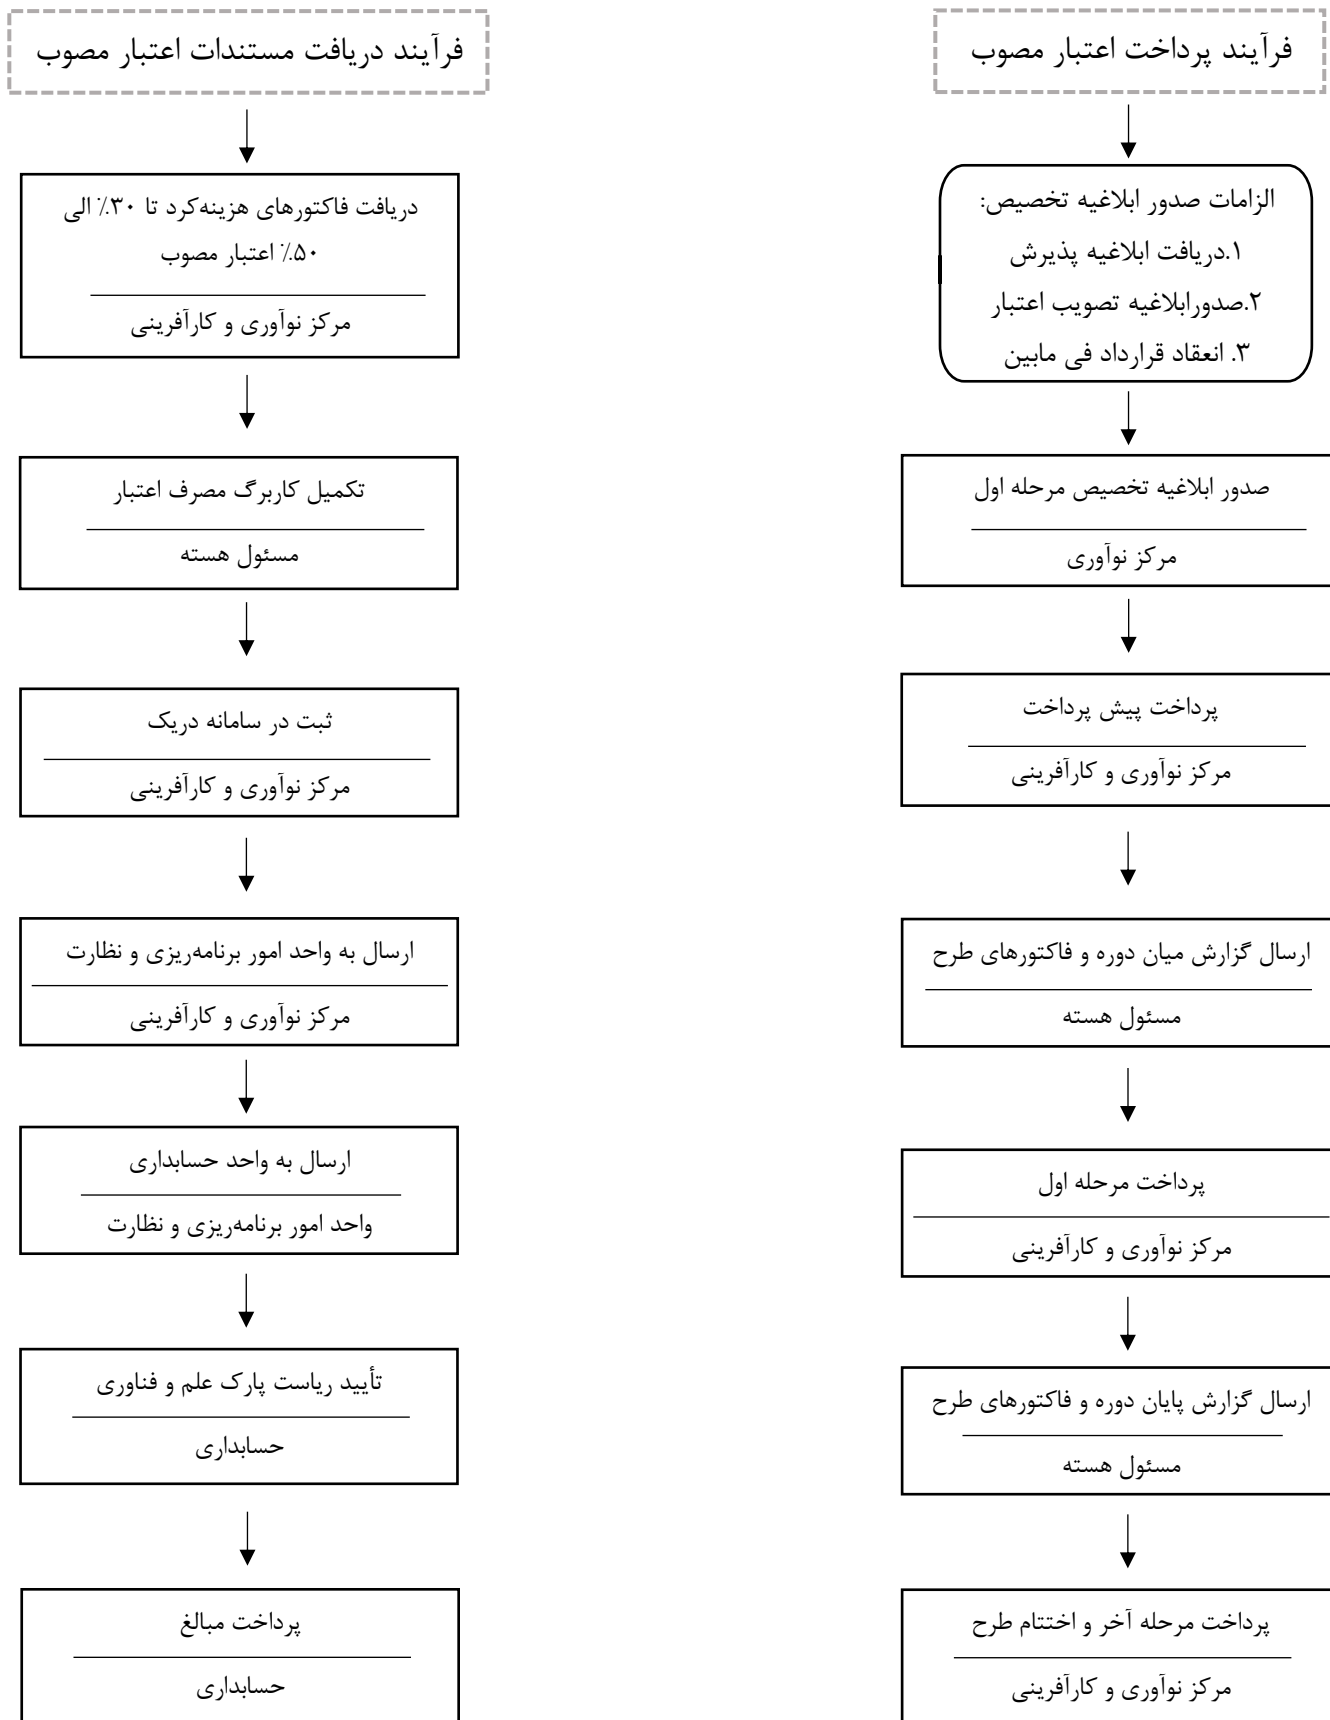 فرآیند پرداخت اعتبار مصوب
الزامات صدور ابلاغیه تخصیص:
۱.دریافت ابلاغیه پذیرش
۲.صدورابلاغیه تصویب اعتبار
۳. انعقاد قرارداد فی مابین
صدور ابلاغیه تخصیص مرحله اول
مرکز نوآوری
پرداخت پیش پرداخت
مرکز نوآوری و کارآفرینی
ارسال گزارش میان دوره و فاکتورهای طرح
مسئول هسته
پرداخت مرحله اول
مرکز نوآوری و کارآفرینی
ارسال گزارش پایان دوره و فاکتورهای طرح
مسئول هسته
پرداخت مرحله آخر و اختتام طرح
مرکز نوآوری و کارآفرینی
فرآیند دریافت مستندات اعتبار مصوب
دریافت فاکتورهای هزینه‌کرد تا ۳۰٪ الی
۵۰٪ اعتبار مصوب
مرکز نوآوری و کارآفرینی
تکمیل کاربرگ مصرف اعتبار
مسئول هسته
ثبت در سامانه دریک
مرکز نوآوری و کارآفرینی
ارسال به واحد امور برنامه‌ریزی و نظارت
مرکز نوآوری و کارآفرینی
ارسال به واحد حسابداری
واحد امور برنامه‌ریزی و نظارت
تأیید ریاست پارک علم و فناوری
حسابداری
پرداخت مبالغ
حسابداری